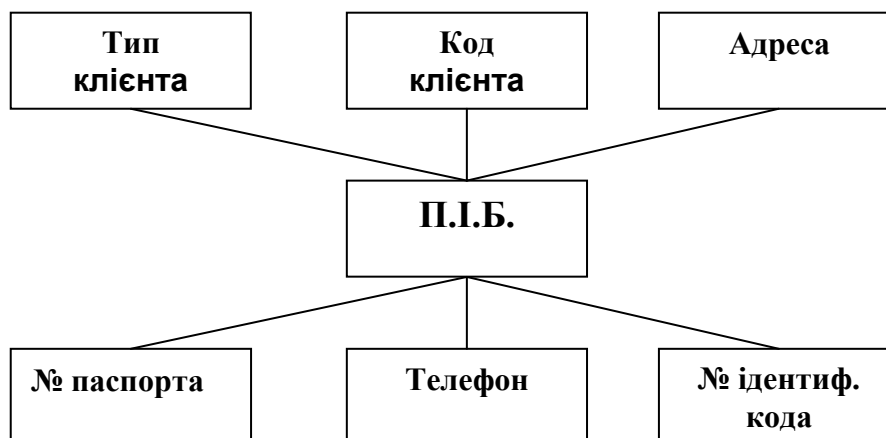 Тип
клієнта
Код
клієнта
Адреса
П.І.Б.
№ паспорта
Телефон
№ ідентиф.
кода